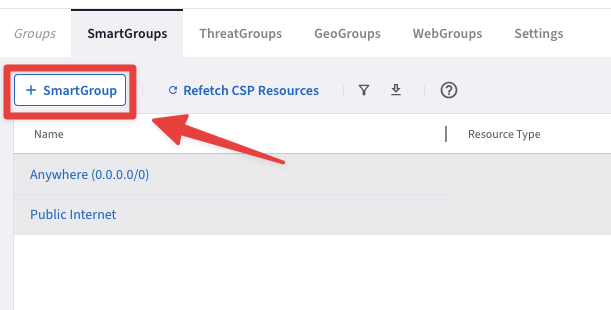 Groups SmartGroups ThreatGroups GeoGroups WebGroups Settings
+ SmartGroup Refetch CSP Resources ?
Name Resource Type
Anywhere (0.0.0.0/0)
Public Internet